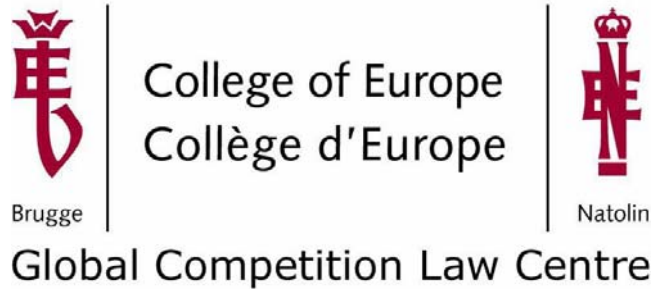 College of Europe
Collège d'Europe
Brugge
Natolin
Global Competition Law Centre